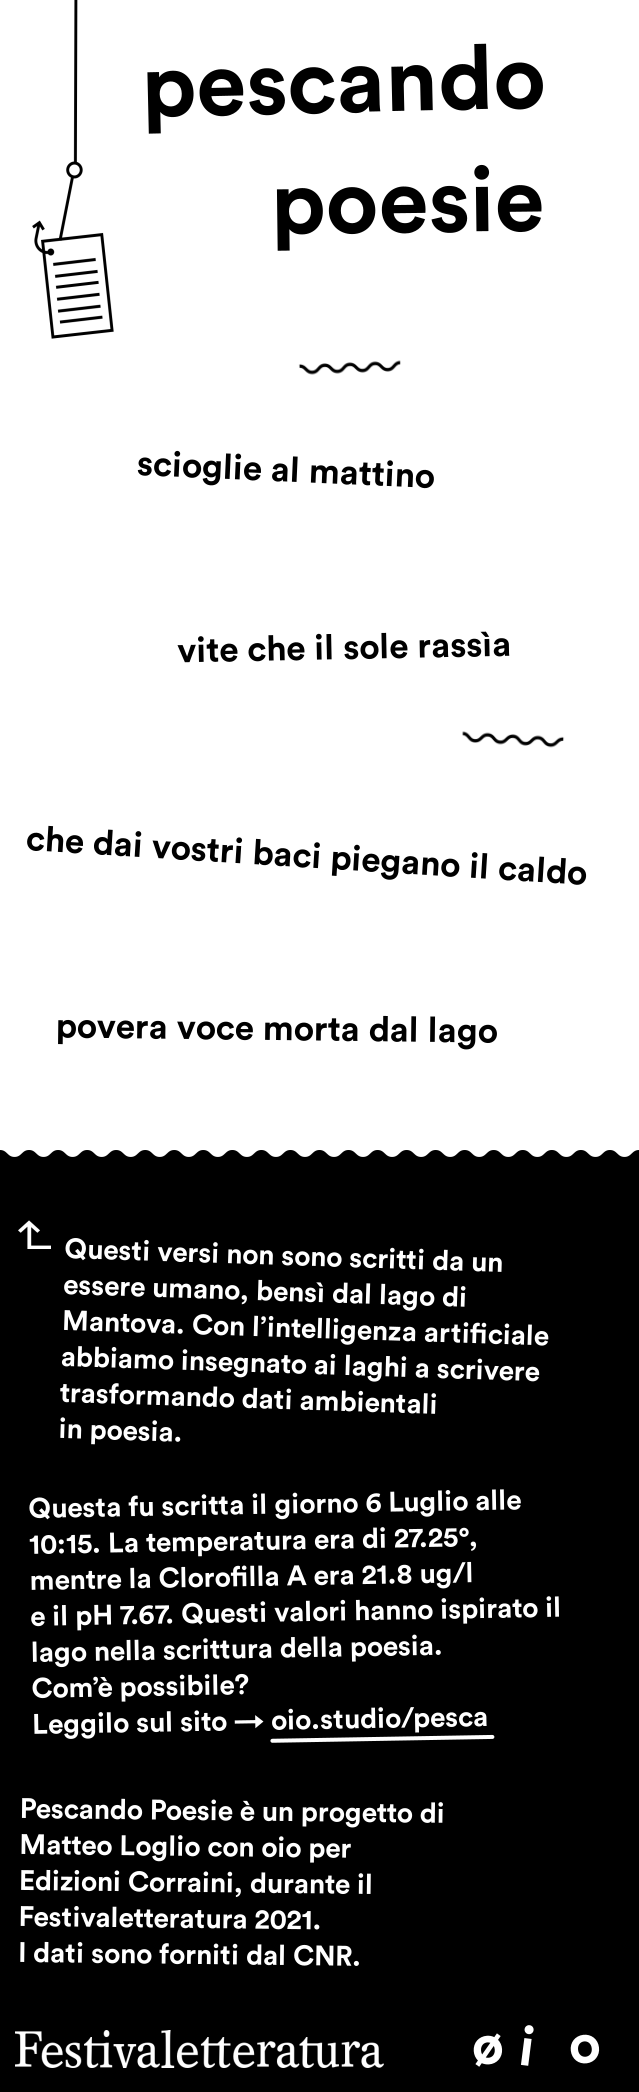 pescando
poesie
scioglie al mattino
vite che il sole rassìa
che dai vostri baci piegano il caldo
povera voce morta dal lago
Questi versi non sono scritti da un
essere umano, bensì dal lago di
Mantova. Con l’intelligenza artificiale
abbiamo insegnato ai laghi a scrivere
trasformando dati ambientali
in poesia.
Questa fu scritta il giorno 6 Luglio alle
10:15. La temperatura era di 27.25°,
mentre la Clorofilla A era 21.8 ug/l
e il pH 7.67. Questi valori hanno ispirato il
lago nella scrittura della poesia.
Com’è possibile?
Leggilo sul sito → oio.studio/pesca
Pescando Poesie è un progetto di
Matteo Loglio con oio per
Edizioni Corraini, durante il
Festivaletteratura 2021.
I dati sono forniti dal CNR.
Festivaletteratura øi o